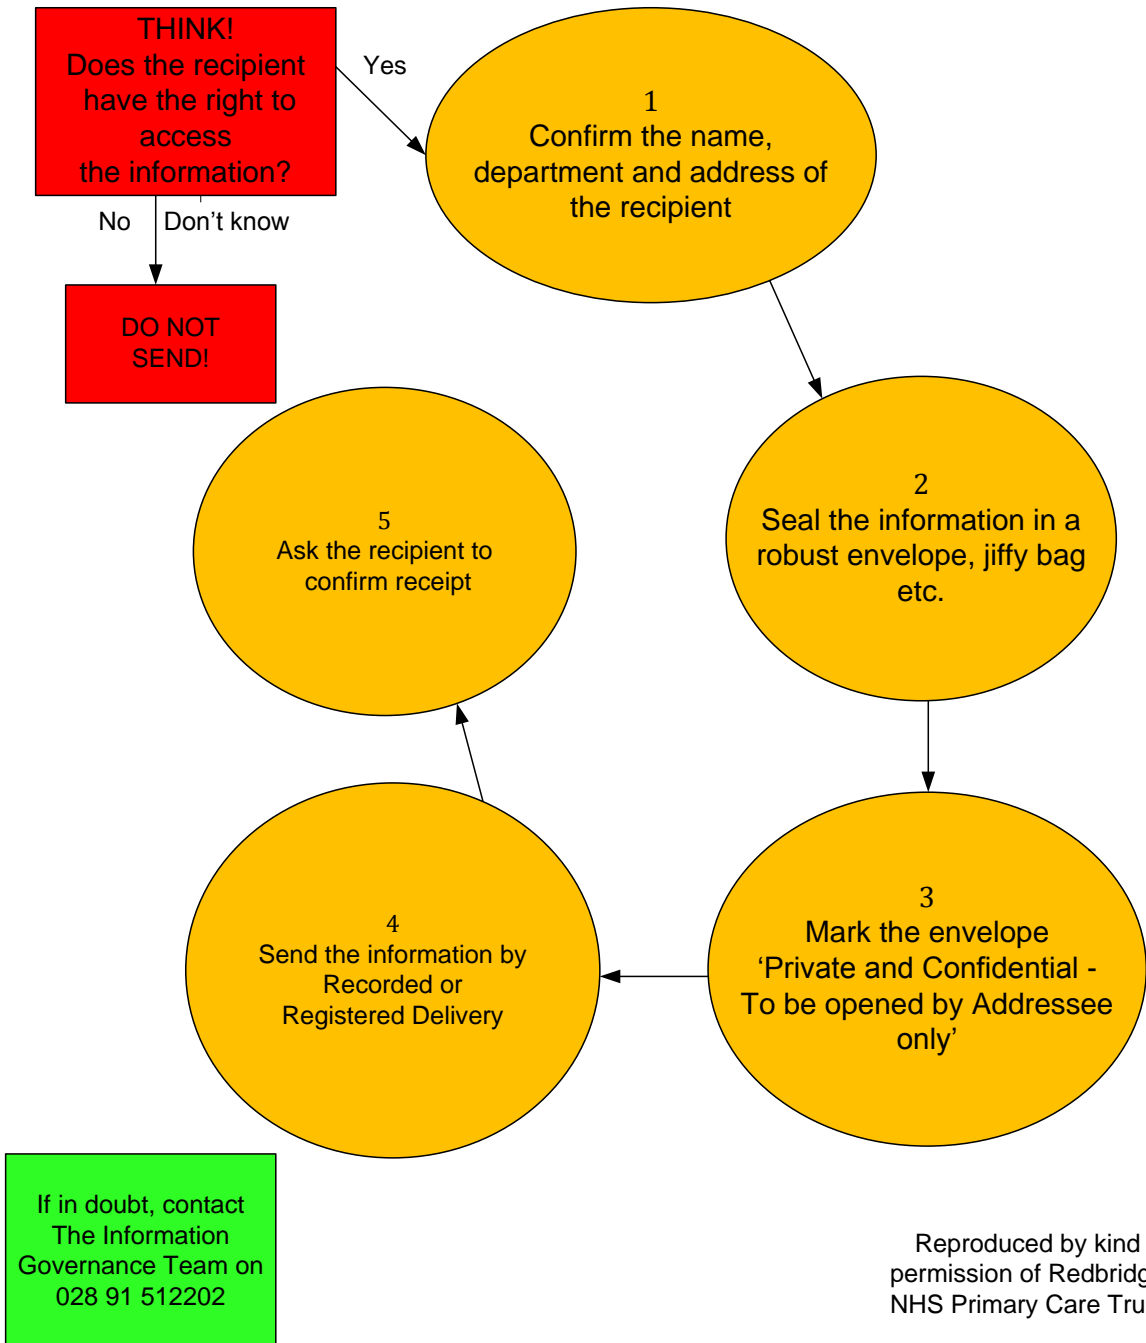 THINK!
Does the recipient
have the right to
access
the information?
Yes
No
Don't know
DO NOT
SEND!
1
Confirm the name,
department and address of
the recipient
2
Seal the information in a
robust envelope, jiffy bag
etc.
3
Mark the envelope
‘Private and Confidential -
To be opened by Addressee
only’
4
Send the information by
Recorded or
Registered Delivery
5
Ask the recipient to
confirm receipt
If in doubt, contact
The Information
Governance Team on
028 91 512202
Reproduced by kind
permission of Redbridg
NHS Primary Care Tru